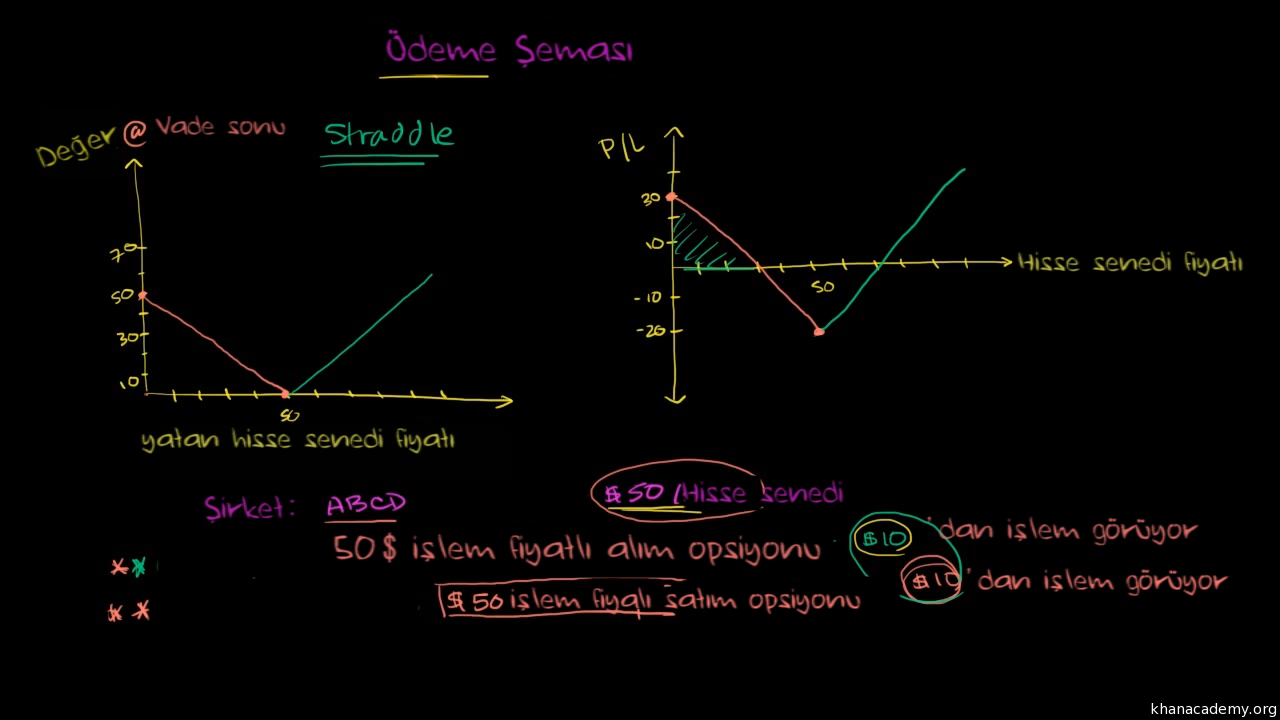 Ödeme Şeması
Değer @ Vade sonu
Straddle
70
50
30
10
50
yatan hisse senedi fiyatı
P/L
30
10
-10
-20
50
Hisse senedi fiyatı
Şirket: ABCD
$50/Hisse senedi
50$ işlem fiyatlı alım opsiyonu $10 'dan işlem görüyor
$50 işlem fiyalı satım opsiyonu $10 'dan işlem görüyor
khanacademy.org